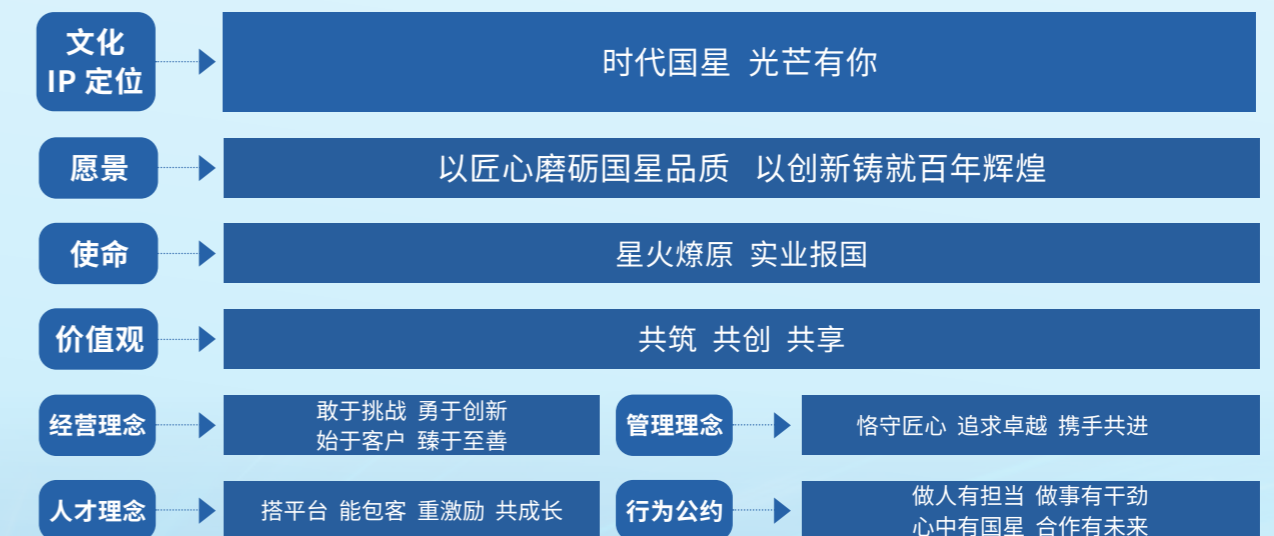 文化
IP 定位
时代国星 光芒有你
愿景
以匠心磨砺国星品质 以创新铸就百年辉煌
使命
星火燎原 实业报国
价值观
共筑 共创 共享
经营理念
敢于挑战 勇于创新
始于客户 臻于至善
管理理念
恪守匠心 追求卓越 携手共进
人才理念
搭平台 能包客 重激励 共成长
行为公约
做人有担当 做事有干劲
心中有国星 合作有未来